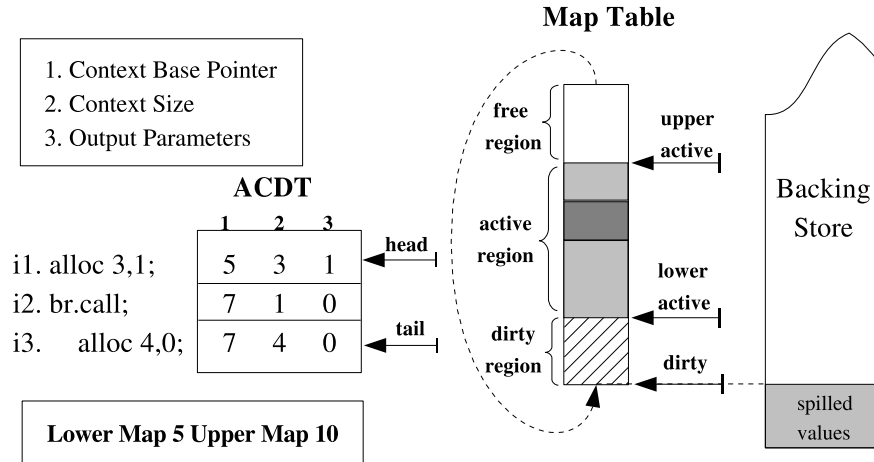 Map Table
1. Context Base Pointer
2. Context Size
3. Output Parameters
ACDT
1 2 3
i1. alloc 3,1; 5 3 1
i2. br.call; 7 1 0
i3. alloc 4,0; 7 4 0
head
tail
Lower Map 5 Upper Map 10
free
region
active
region
dirty
region
upper
active
lower
active
dirty
Backing
Store
spilled
values